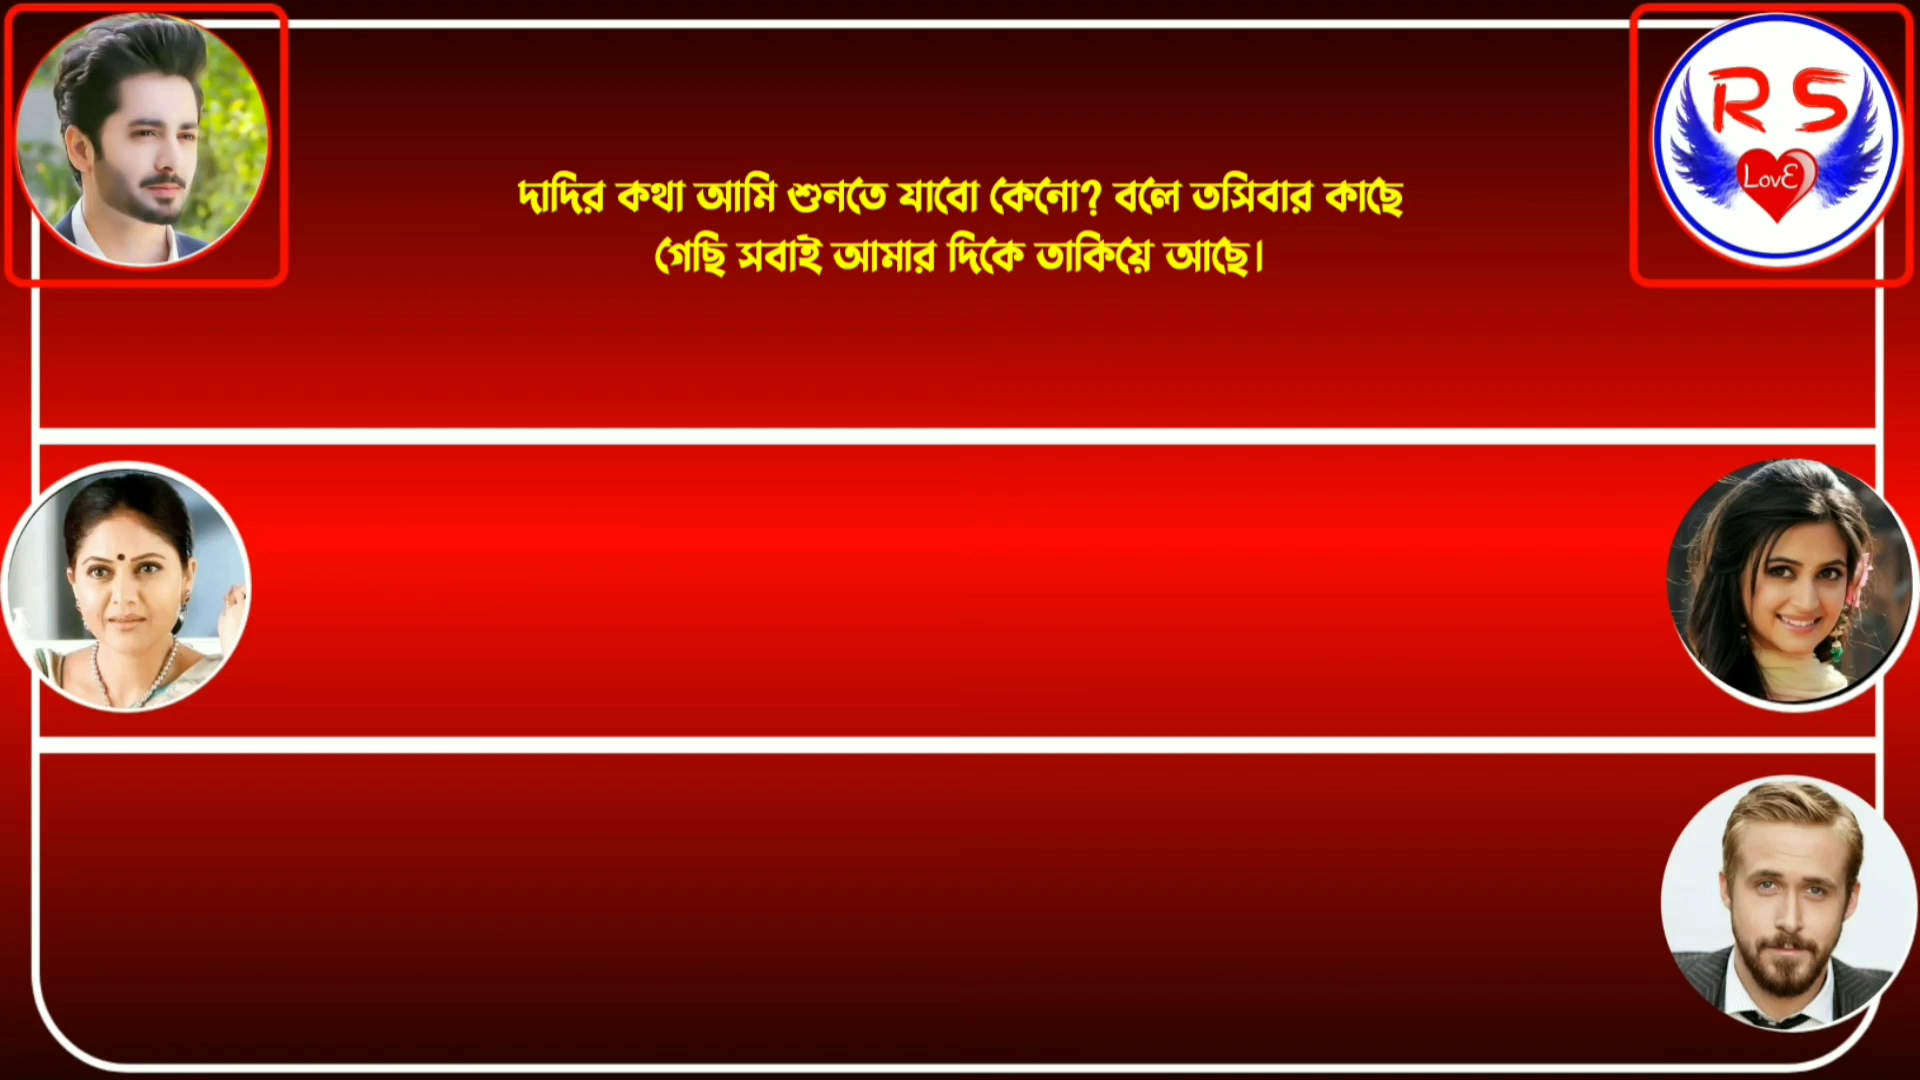 R S
LovE
দাদির কথা আমি শুনতে যাবো কেনো? বলে তসিবার কাছে
গেছি সবাই আমার দিকে তাকিয়ে আছে।